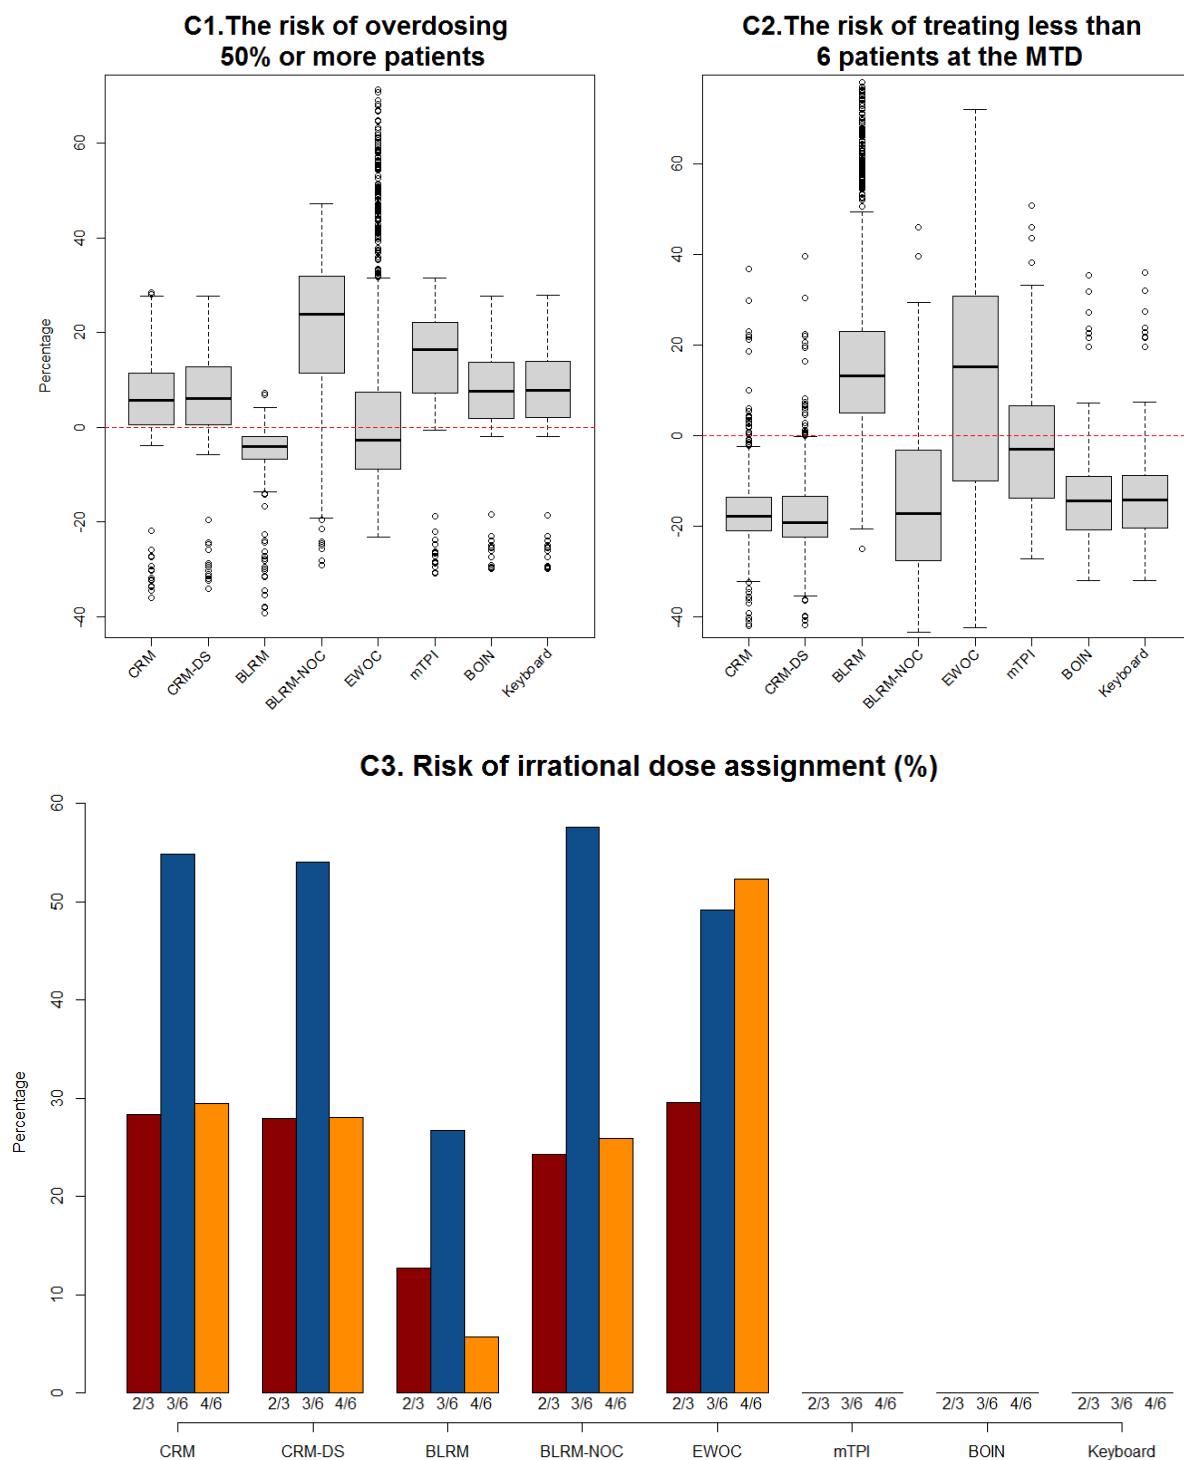 C1.The risk of overdosing
50% or more patients
C2.The risk of treating less than
6 patients at the MTD
Percentage
60
40
20
0
-20
-40
CRM
CRM-DS
BLRM
BLRM-NOC
EWOC
mTPI
BOIN
Keyboard
60
40
20
0
-20
-40
CRM
CRM-DS
BLRM
BLRM-NOC
EWOC
mTPI
BOIN
Keyboard
C3. Risk of irrational dose assignment (%)
Percentage
60
50
40
30
20
10
0
2/3 3/6 4/6 2/3 3/6 4/6 2/3 3/6 4/6 2/3 3/6 4/6 2/3 3/6 4/6 2/3 3/6 4/6 2/3 3/6 4/6 2/3 3/6 4/6
CRM CRM-DS BLRM BLRM-NOC EWOC mTPI BOIN Keyboard